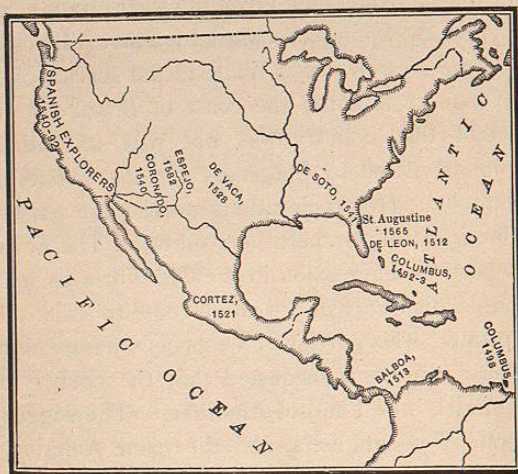 SPANISH EXPLORERS
1540-92
CORONADO,
1540
ESPEJO,
1582
DE VACA,
1528
DE SOTO, 1541
St. Augustine
1565
DE LEON, 1512
COLUMBUS,
1492-3
ATLANTIC
OCEAN
CORTEZ,
1521
BALBOA,
1513
COLUMBUS
1498
PACIFIC OCEAN